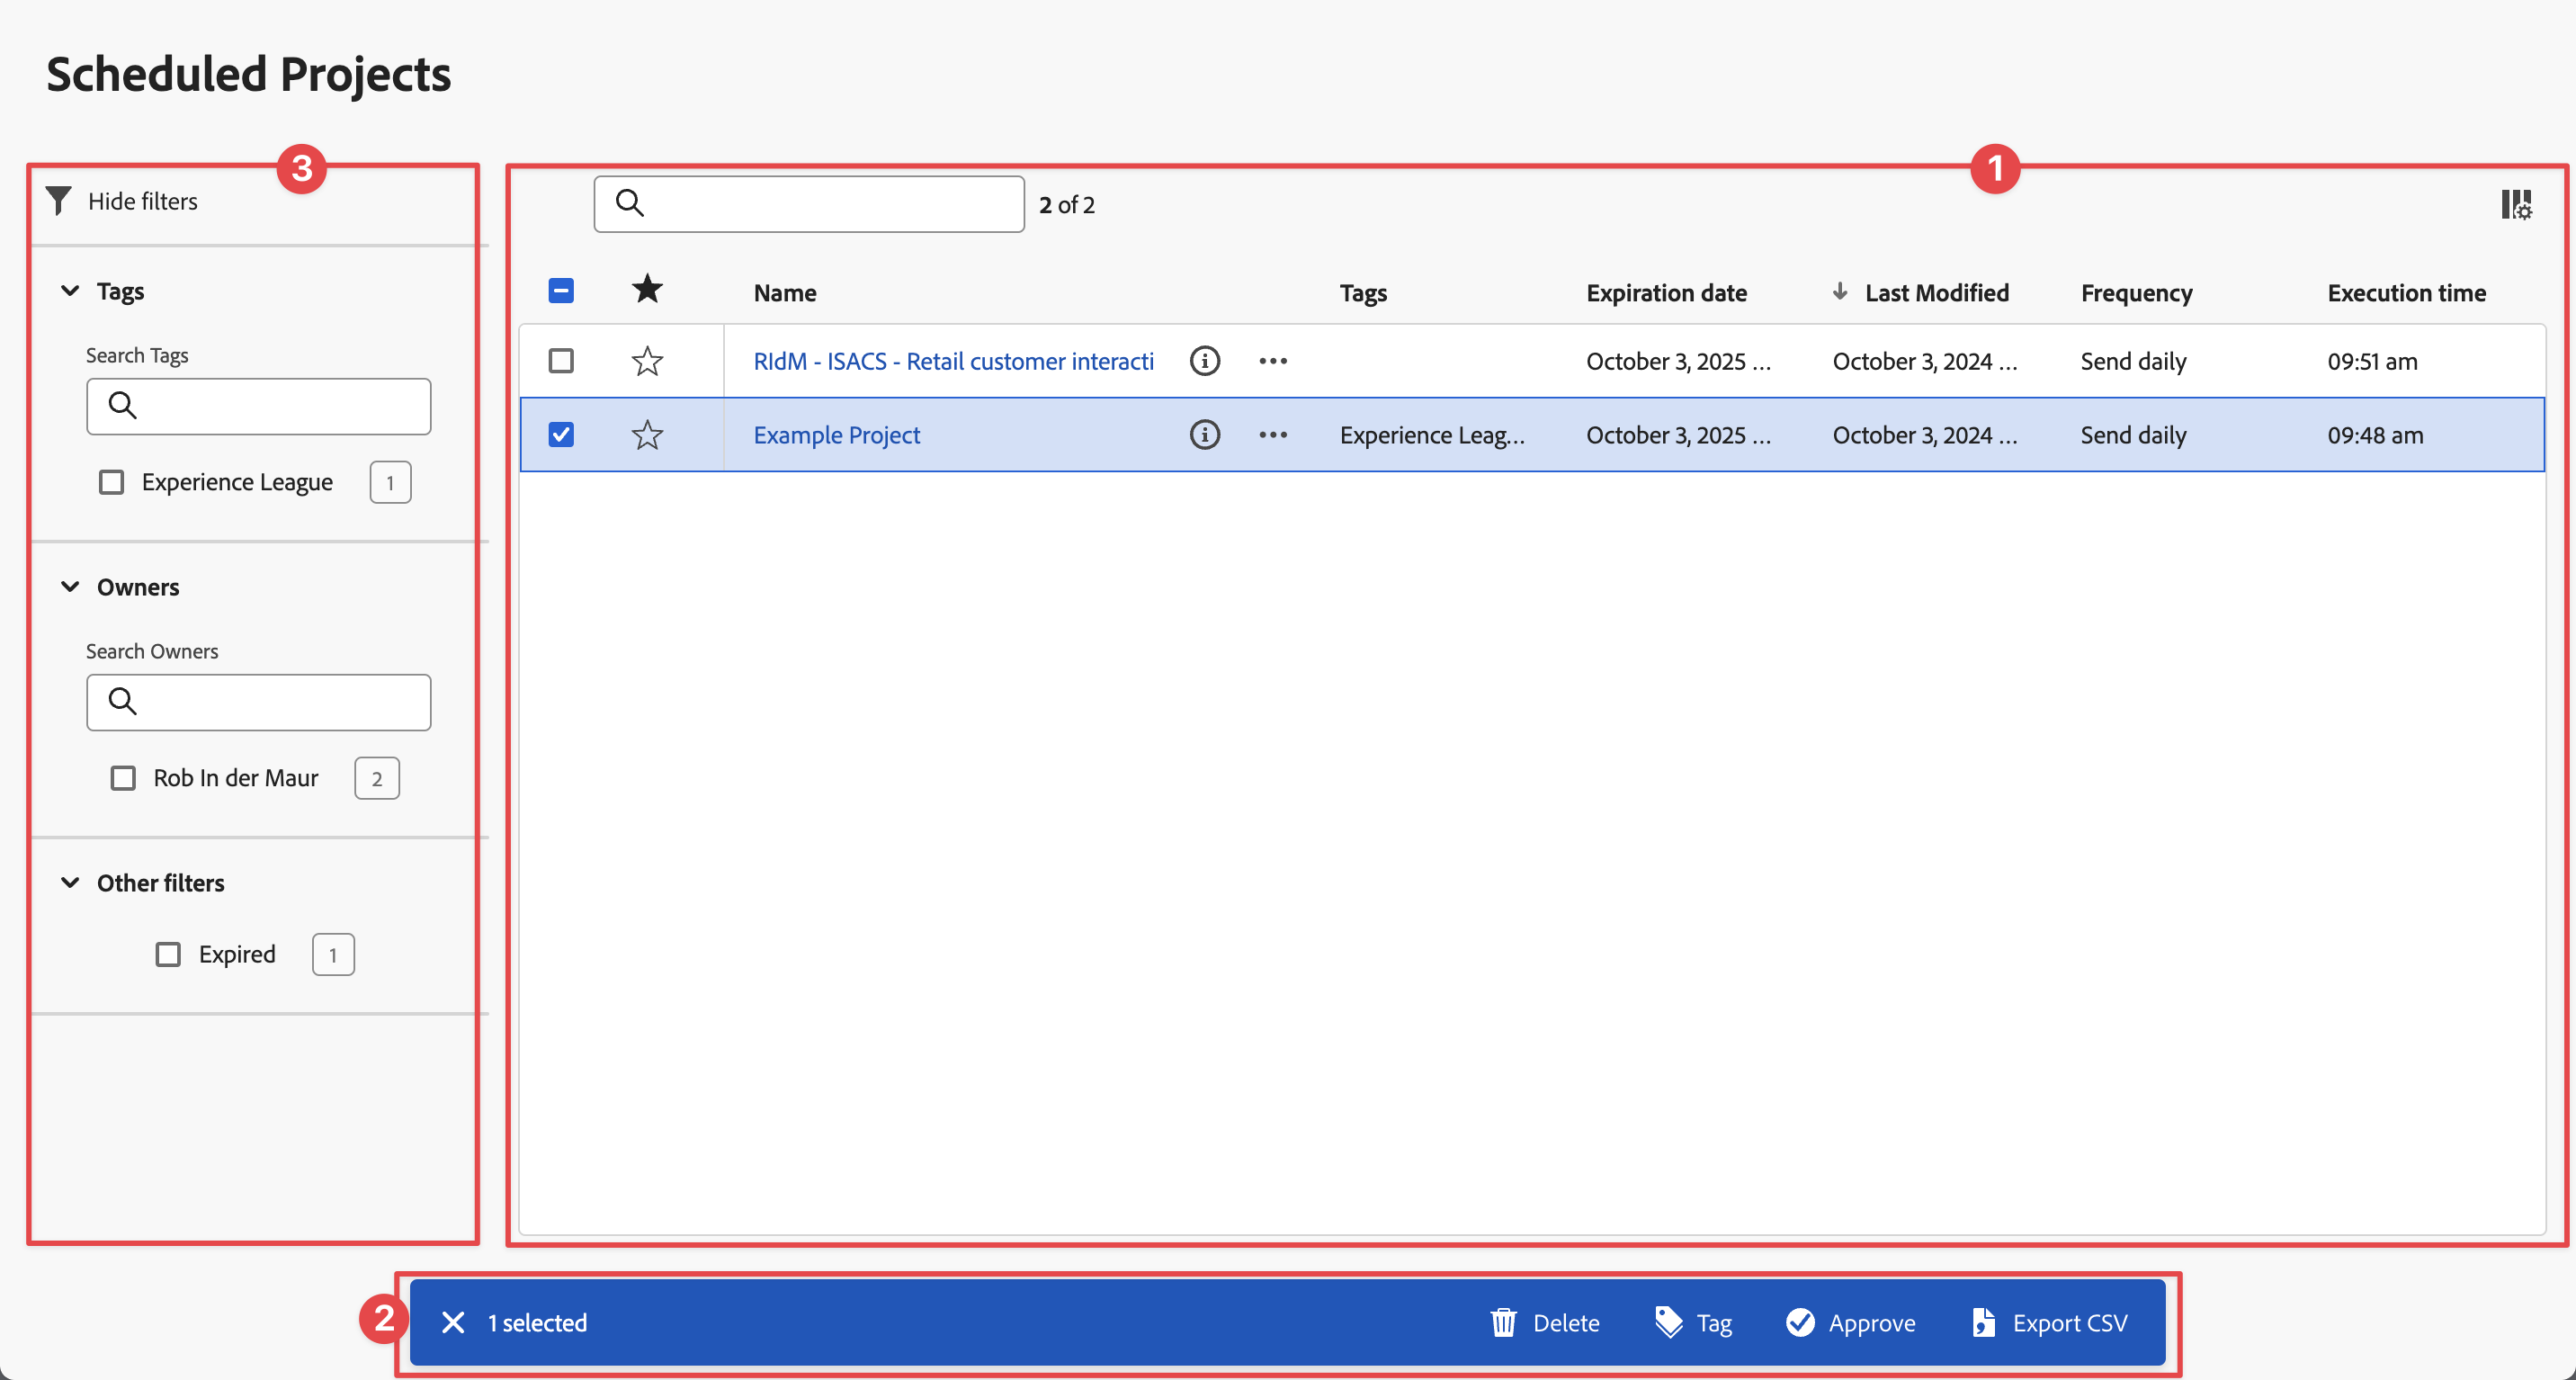 Scheduled Projects
3
Hide filters
Tags
Search Tags
Experience League 1
Owners
Search Owners
Rob In der Maur 2
Other filters
Expired 1
1
2 of 2
Name Tags Expiration date Last Modified Frequency Execution time
RIdM - ISACS - Retail customer interacti October 3, 2025 ... October 3, 2024 ... Send daily 09:51 am
Example Project Experience Leag... October 3, 2025 ... October 3, 2024 ... Send daily 09:48 am
2
1 selected Delete Tag Approve Export CSV